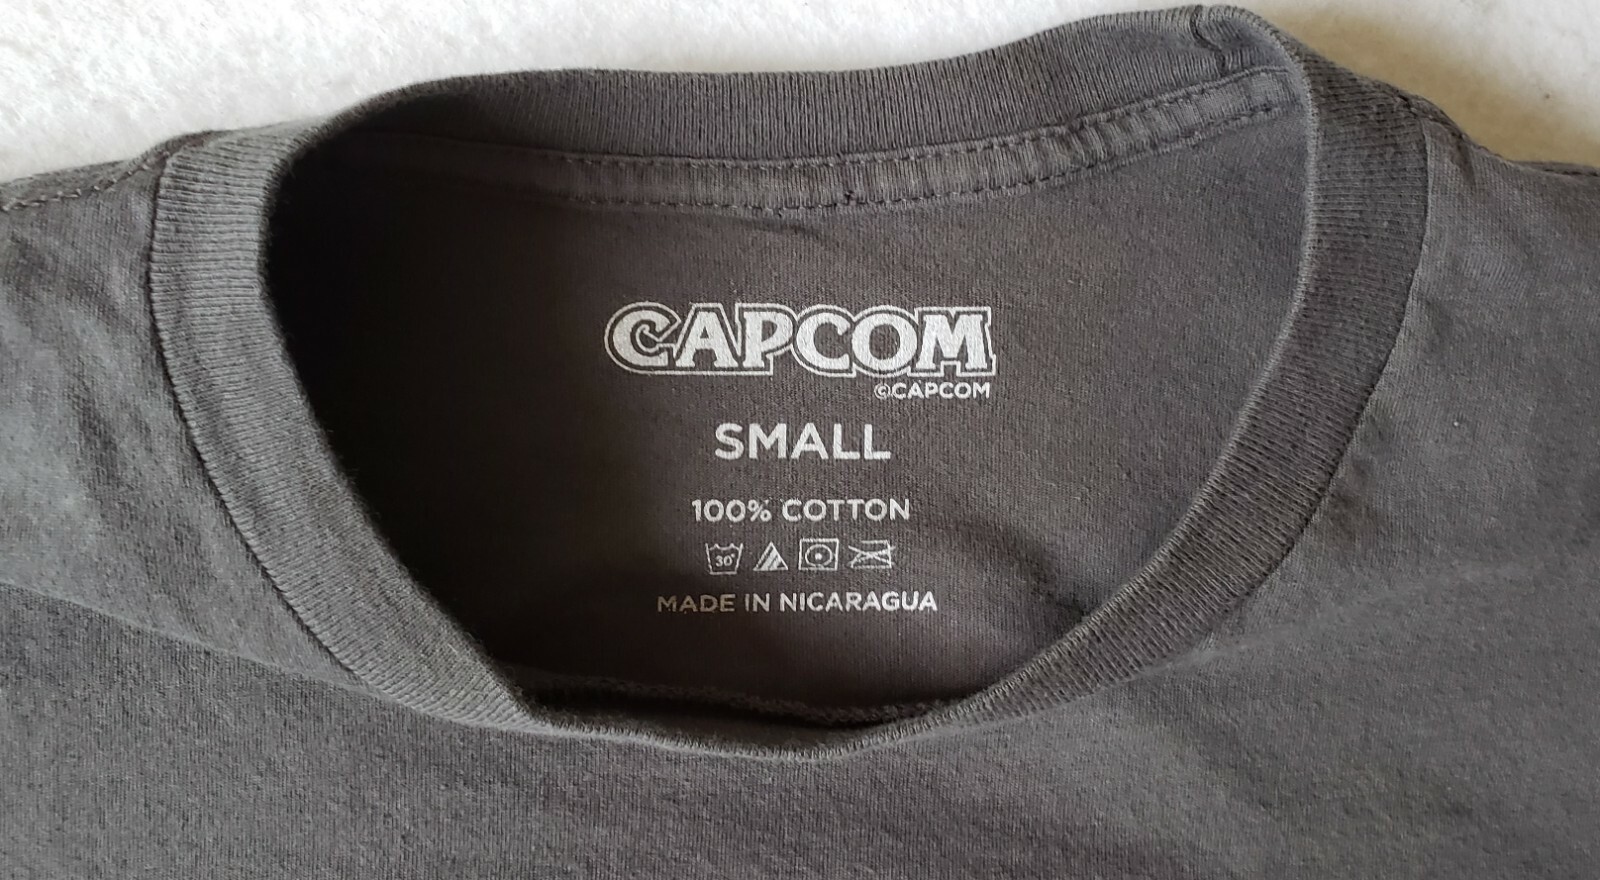 CAPCOM
©CAPCOM
SMALL
100% COTTON
30°
MADE IN NICARAGUA